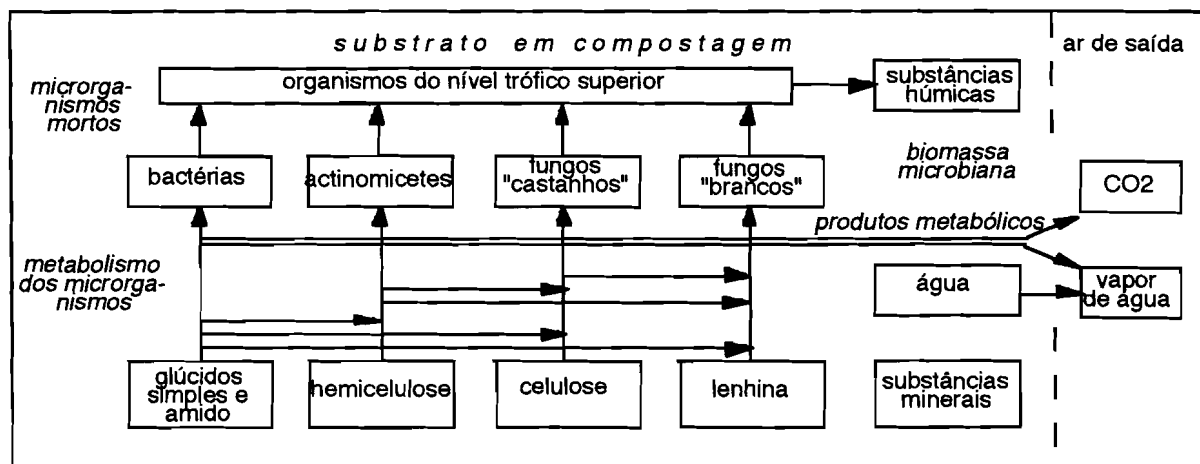 substrato em compostagem
ar de saída
microrga-
nismos
mortos
organismos do nível trófico superior
substâncias
húmicas
bactérias
actinomicetes
fungos
"castanhos"
fungos
"brancos"
biomassa
microbiana
CO2
produtos metabólicos
metabolismo
dos microrga-
nismos
água
vapor
de água
glúcidos
simples e
amido
hemicelulose
celulose
lenhina
substâncias
minerais